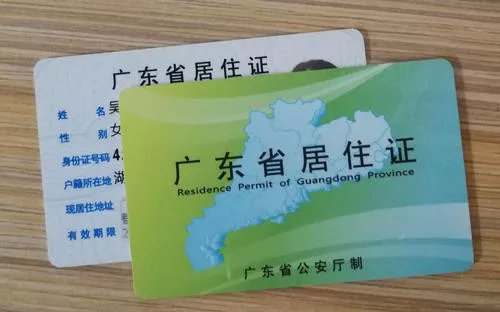 广东省居住证
姓 名 吴
性 别 女
身份证号码 4
户籍所在地 湖
现居住地址
有效期限 2
广东省居住证
Residence Permit of Guangdong Province
广东省公安厅制